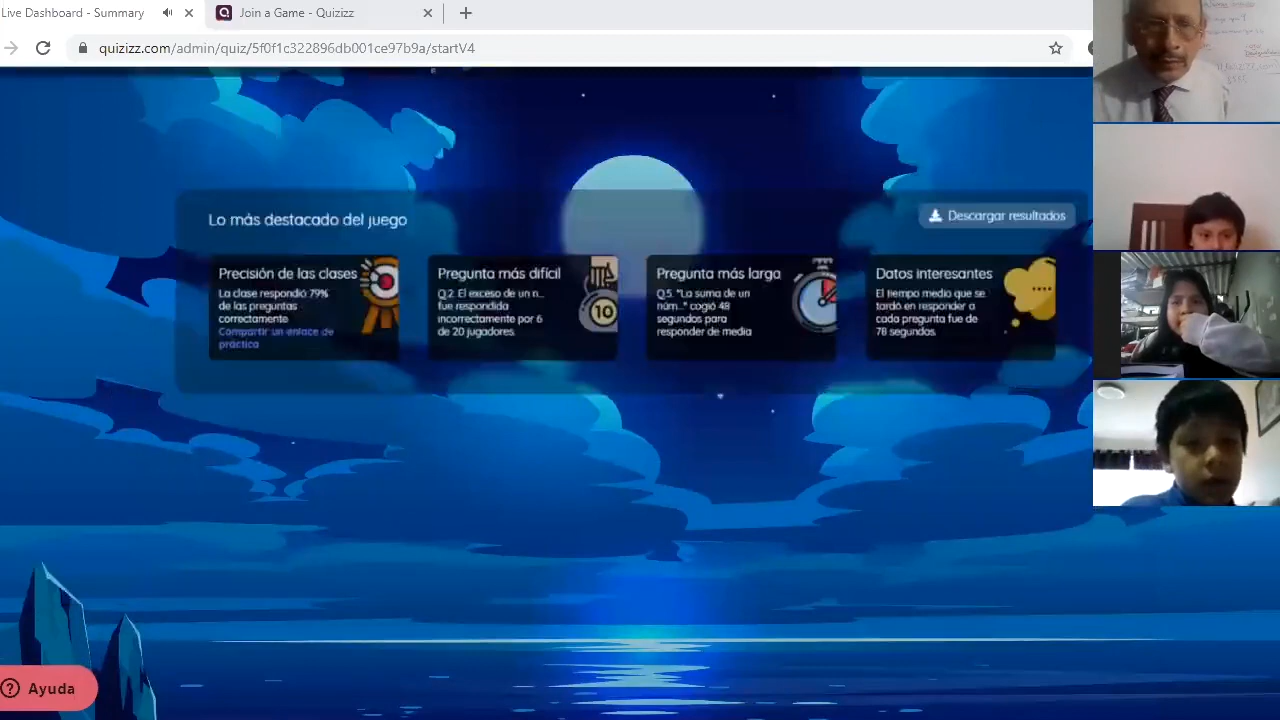 Live Dashboard - Summary
Join a Game - Quizizz
quizizz.com/admin/quiz/5f0f1c322896db001ce97b9a/startV4
Lo más destacado del juego
Descargar resultados
Precisión de las clases
La clase respondió 79%
de las preguntas
correctamente
Compartir un enlace de
práctica
Pregunta más difícil
Q.2. El exceso de un n...
fue respondida
incorrectamente por 6
de 20 jugadores.
10
Pregunta más larga
Q.5. "La suma de un
núm..." cogió 48
segundos para
responder de media
Datos interesantes
El tiempo medio que se
tardó en responder a
cada pregunta fue de
78 segundos.
Ayuda